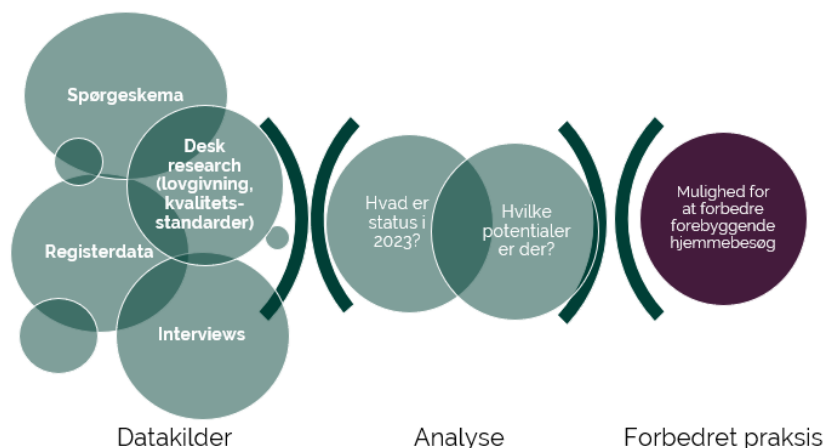 Spørgeskema
Desk
research
(lovgivning,
kvalitets-
standarder)
Registerdata
Interviews
Hvad er
status i
2023?
Hvilke
potentialer
er der?
Mulighed for
at forbedre
forebyggende
hjemmebesøg
Datakilder
Analyse
Forbedret praksis